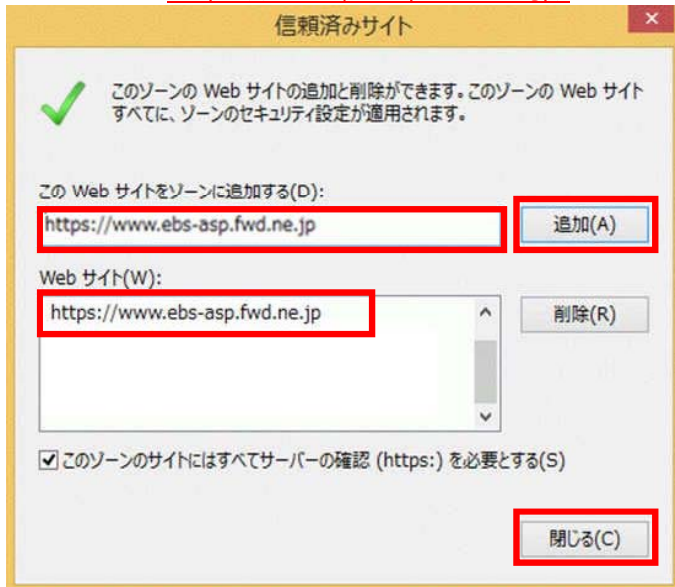 信頼済みサイト
このゾーンの Web サイトの追加と削除ができます。このゾーンの Web サイト
すべてに、ゾーンのセキュリティ設定が適用されます。
この Web サイトをゾーンに追加する(D):
https://www.ebs-asp.fwd.ne.jp
追加(A)
Web サイト(W):
https://www.ebs-asp.fwd.ne.jp
削除(R)
このゾーンのサイトにはすべてサーバーの確認 (https:) を必要とする(S)
閉じる(C)